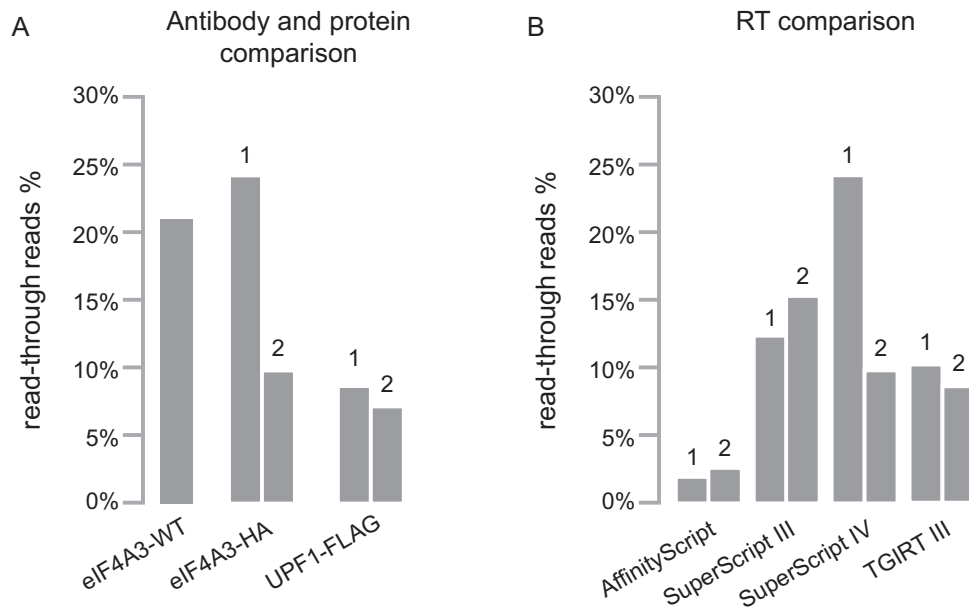 A
Antibody and protein
comparison
read-through reads %
30%
25%
20%
15%
10%
5%
0%
1
2
1
2
eIF4A3-WT
eIF4A3-HA
UPF1-FLAG
B
RT comparison
read-through reads %
30%
25%
20%
15%
10%
5%
0%
1
2
1
2
1
2
1
2
AffinityScript
SuperScript III
SuperScript IV
TGIRT III